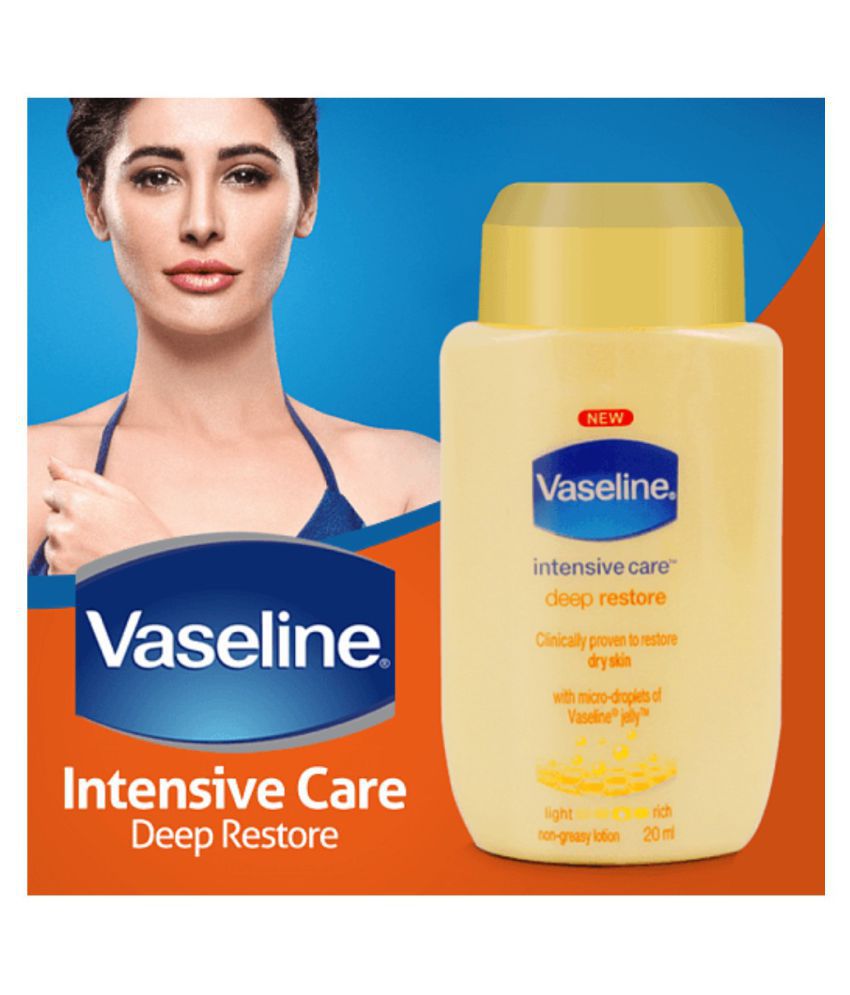 NEW
Vaseline®
intensive care™
deep restore
Clinically proven to restore
dry skin
with micro-droplets of
Vaseline® jelly™
light rich
non-greasy lotion 20 ml
Vaseline®
Intensive Care
Deep Restore